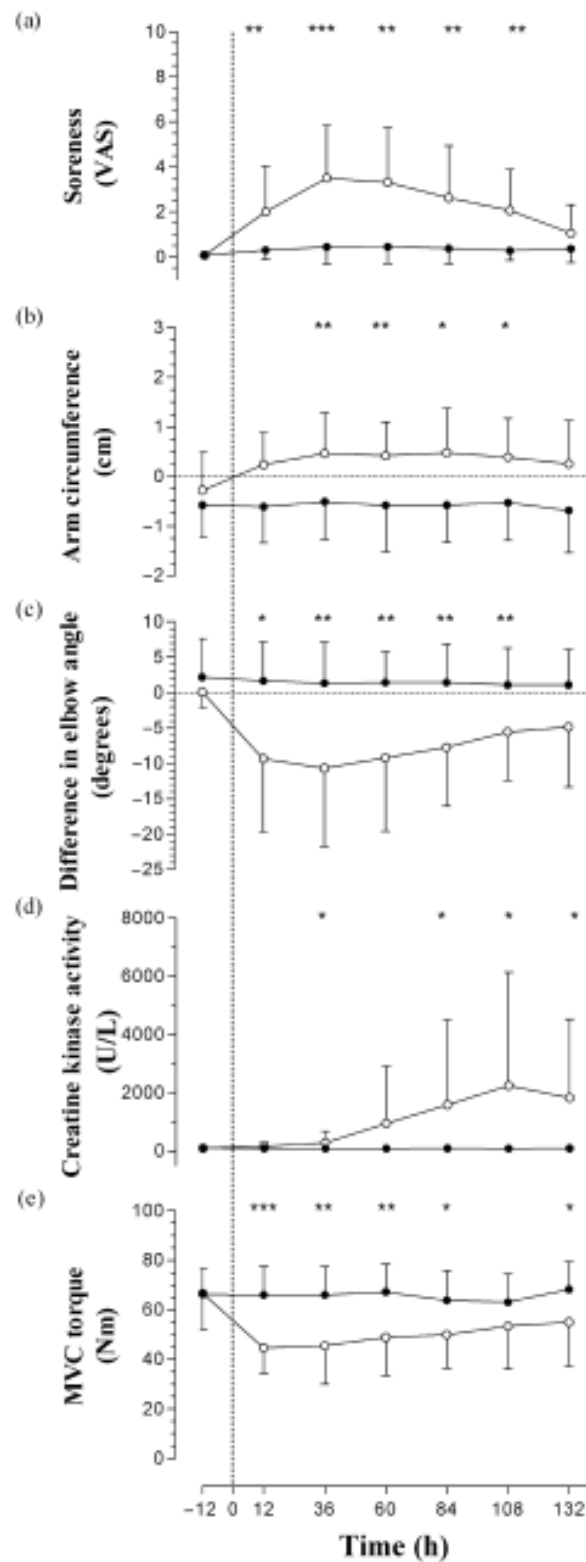 (a)
** *** ** ** **
10
8
6
4
2
0
Soreness
(VAS)
(b)
** ** * *
3
2
1
0
−1
−2
Arm circumference
(cm)
(c)
* ** ** ** **
10
5
0
−5
−10
−15
−20
−25
Difference in elbow angle
(degrees)
(d)
* * * *
8000
6000
4000
2000
0
Creatine kinase activity
(U/L)
(e)
*** ** ** * *
100
80
60
40
20
0
MVC torque
(Nm)
−12 0 12 36 60 84 108 132
Time (h)